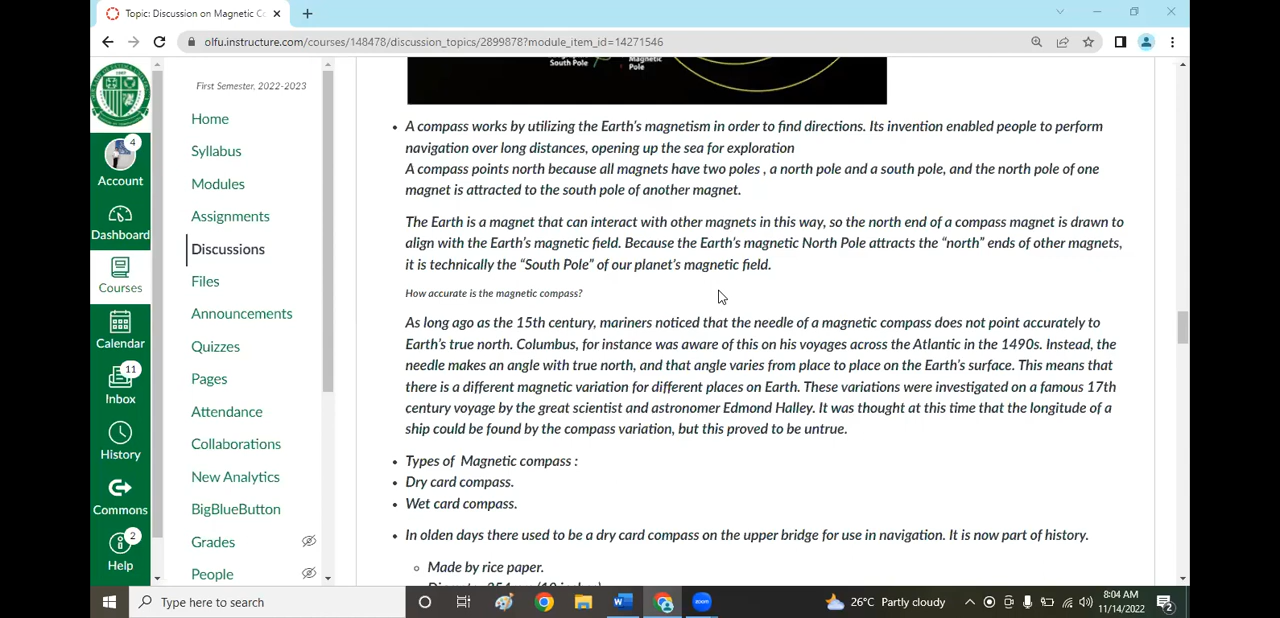 Topic: Discussion on Magnetic Co
olfu.instructure.com/courses/148478/discussion_topics/2899878?module_item_id=14271546
4
Account
Dashboard
Courses
Calendar
11
Inbox
History
Commons
2
Help
First Semester, 2022-2023
Home
Syllabus
Modules
Assignments
Discussions
Files
Announcements
Quizzes
Pages
Attendance
Collaborations
New Analytics
BigBlueButton
Grades
People
South Pole
Magnetic
Pole
A compass works by utilizing the Earth's magnetism in order to find directions. Its invention enabled people to perform
navigation over long distances, opening up the sea for exploration
A compass points north because all magnets have two poles , a north pole and a south pole, and the north pole of one
magnet is attracted to the south pole of another magnet.
The Earth is a magnet that can interact with other magnets in this way, so the north end of a compass magnet is drawn to
align with the Earth's magnetic field. Because the Earth's magnetic North Pole attracts the “north” ends of other magnets,
it is technically the “South Pole” of our planet's magnetic field.
How accurate is the magnetic compass?
As long ago as the 15th century, mariners noticed that the needle of a magnetic compass does not point accurately to
Earth's true north. Columbus, for instance was aware of this on his voyages across the Atlantic in the 1490s. Instead, the
needle makes an angle with true north, and that angle varies from place to place on the Earth's surface. This means that
there is a different magnetic variation for different places on Earth. These variations were investigated on a famous 17th
century voyage by the great scientist and astronomer Edmond Halley. It was thought at this time that the longitude of a
ship could be found by the compass variation, but this proved to be untrue.
Types of Magnetic compass :
Dry card compass.
Wet card compass.
In olden days there used to be a dry card compass on the upper bridge for use in navigation. It is now part of history.
Made by rice paper.
Type here to search
zoom
26°C Partly cloudy
8:04 AM
11/14/2022
2